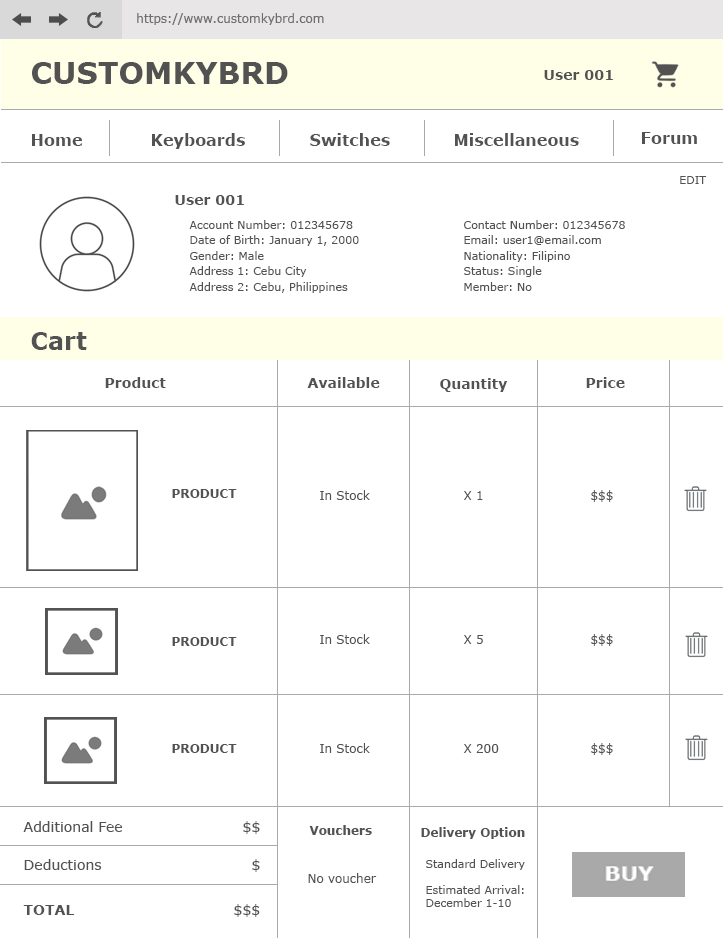 https://www.customkybrd.com
CUSTOMKYBRD
User 001
Home
Keyboards
Switches
Miscellaneous
Forum
EDIT
User 001
Account Number: 012345678
Date of Birth: January 1, 2000
Gender: Male
Address 1: Cebu City
Address 2: Cebu, Philippines
Contact Number: 012345678
Email: user1@email.com
Nationality: Filipino
Status: Single
Member: No
Cart
Product
Available
Quantity
Price
PRODUCT
In Stock
X 1
$$$
PRODUCT
In Stock
X 5
$$$
PRODUCT
In Stock
X 200
$$$
Additional Fee
$$
Deductions
$
TOTAL
$$$
Vouchers
No voucher
Delivery Option
Standard Delivery
Estimated Arrival:
December 1-10
BUY